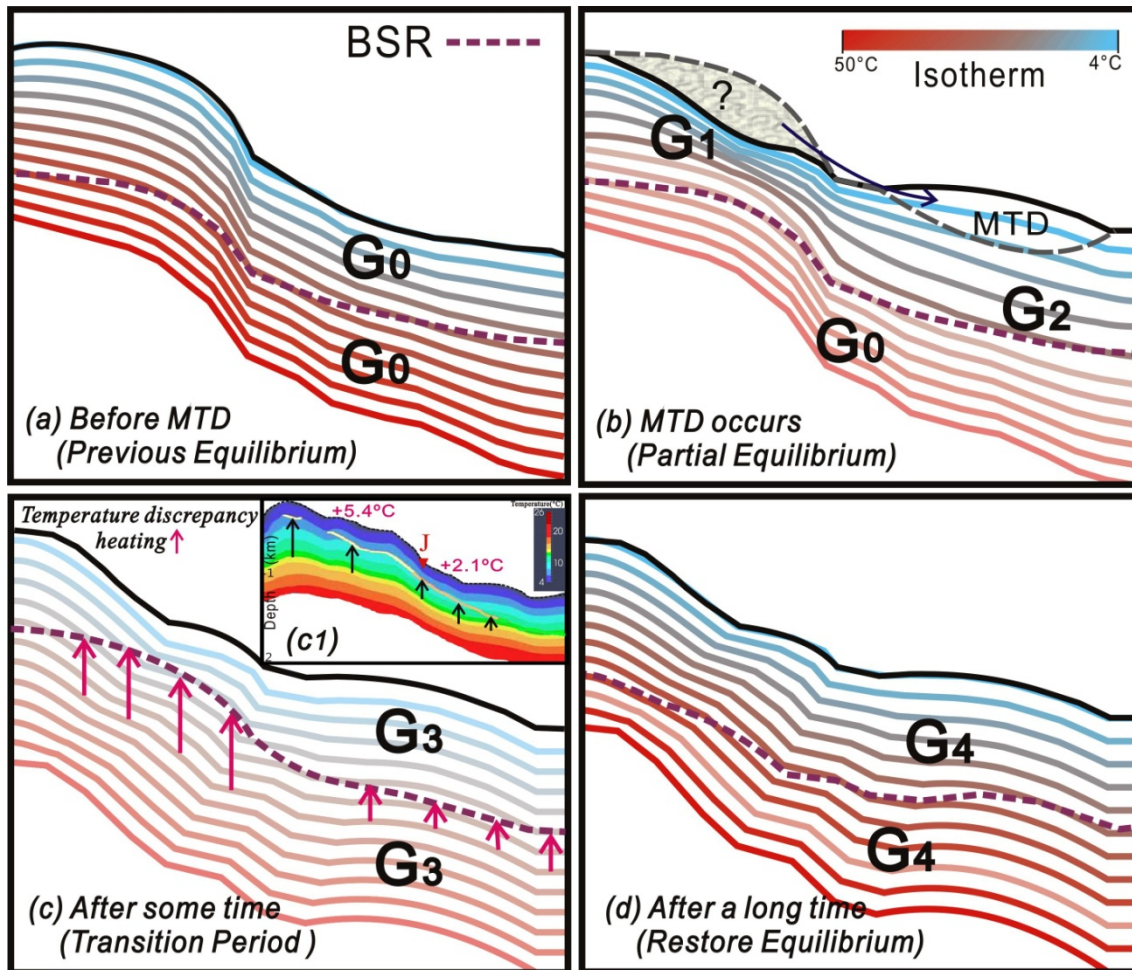 BSR
G0
G0
(a) Before MTD
(Previous Equilibrium)
50°C
4°C
Isotherm
?
G1
MTD
G2
G0
(b) MTD occurs
(Partial Equilibrium)
Temperature discrepancy
heating
+5.4°C
J
+2.1°C
Temperature(°C)
25
20
10
4
Depth (km)
-1
2
(c1)
G3
G3
(c) After some time
(Transition Period )
G4
G4
(d) After a long time
(Restore Equilibrium)